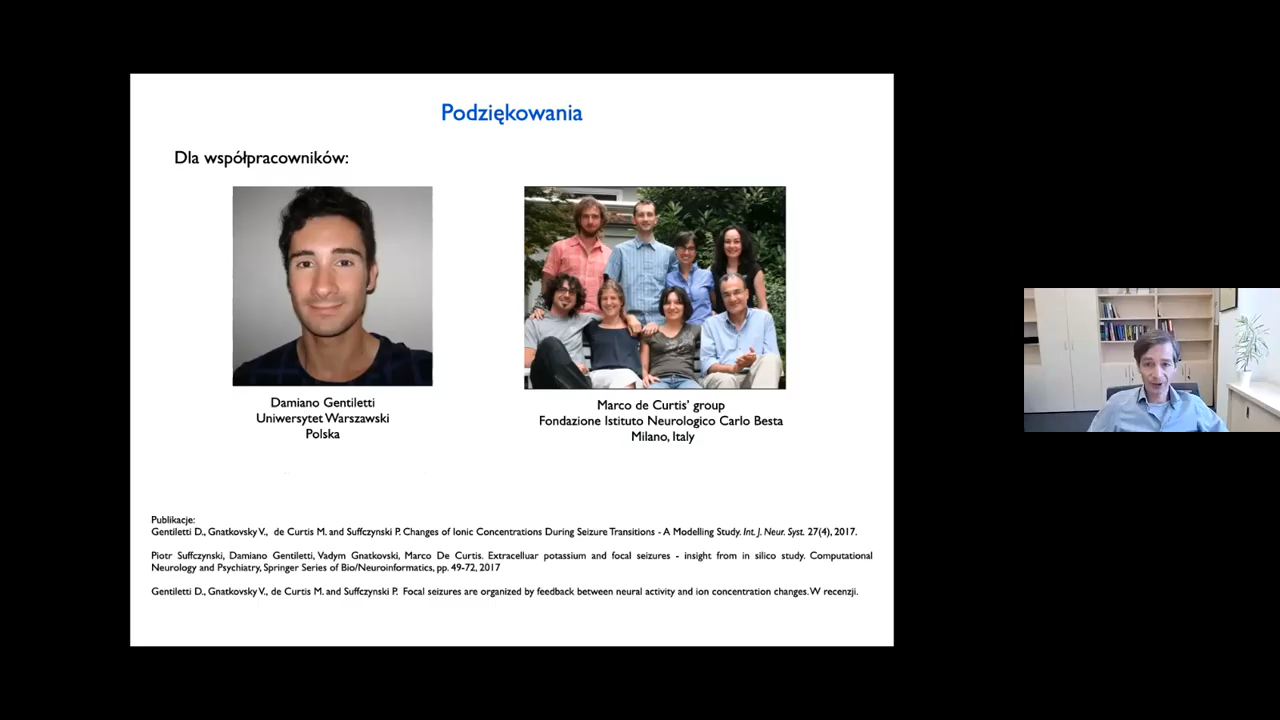 Podziękowania
Dla współpracowników:
Damiano Gentiletti
Uniwersytet Warszawski
Polska
Marco de Curtis' group
Fondazione Istituto Neurologico Carlo Besta
Milano, Italy
Publikacje:
Gentiletti D., Gnatkovsky V., de Curtis M. and Suffczynski P. Changes of Ionic Concentrations During Seizure Transitions - A Modelling Study. Int. J. Neur. Syst. 27(4), 2017.
Piotr Suffczynski, Damiano Gentiletti, Vadym Gnatkovski, Marco De Curtis. Extracelluar potassium and focal seizures - insight from in silico study. Computational
Neurology and Psychiatry, Springer Series of Bio/Neuroinformatics, pp. 49-72, 2017
Gentiletti D., Gnatkovsky V., de Curtis M. and Suffczynski P. Focal seizures are organized by feedback between neural activity and ion concentration changes. W recenzji.